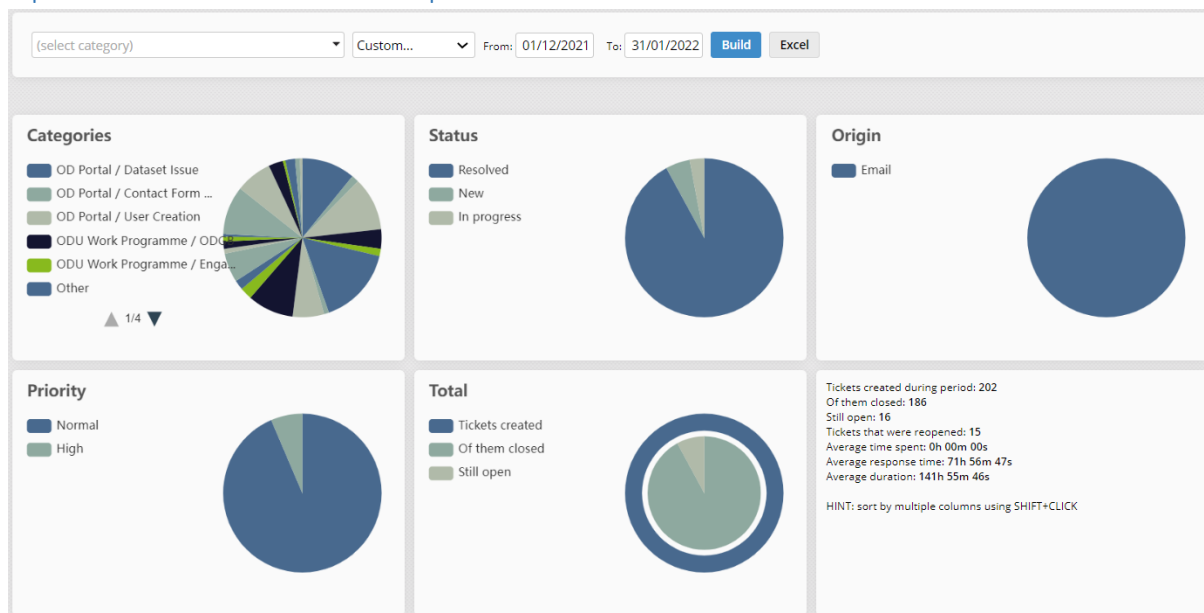 (select category)
Custom... From: 01/12/2021 To: 31/01/2022 Build Excel
Categories
OD Portal / Dataset Issue
OD Portal / Contact Form ...
OD Portal / User Creation
ODU Work Programme /
ODU Work Programme / Enga...
Other
1/4
Status
Resolved
New
In progress
Origin
Email
Priority
Normal
High
Total
Tickets created
Of them closed
Still open
Tickets created during period: 202
Of them closed: 186
Still open: 16
Tickets that were reopened: 15
Average time spent: 0h 00m 00s
Average response time: 71h 56m 47s
Average duration: 141h 55m 46s
HINT: sort by multiple columns using SHIFT+CLICK